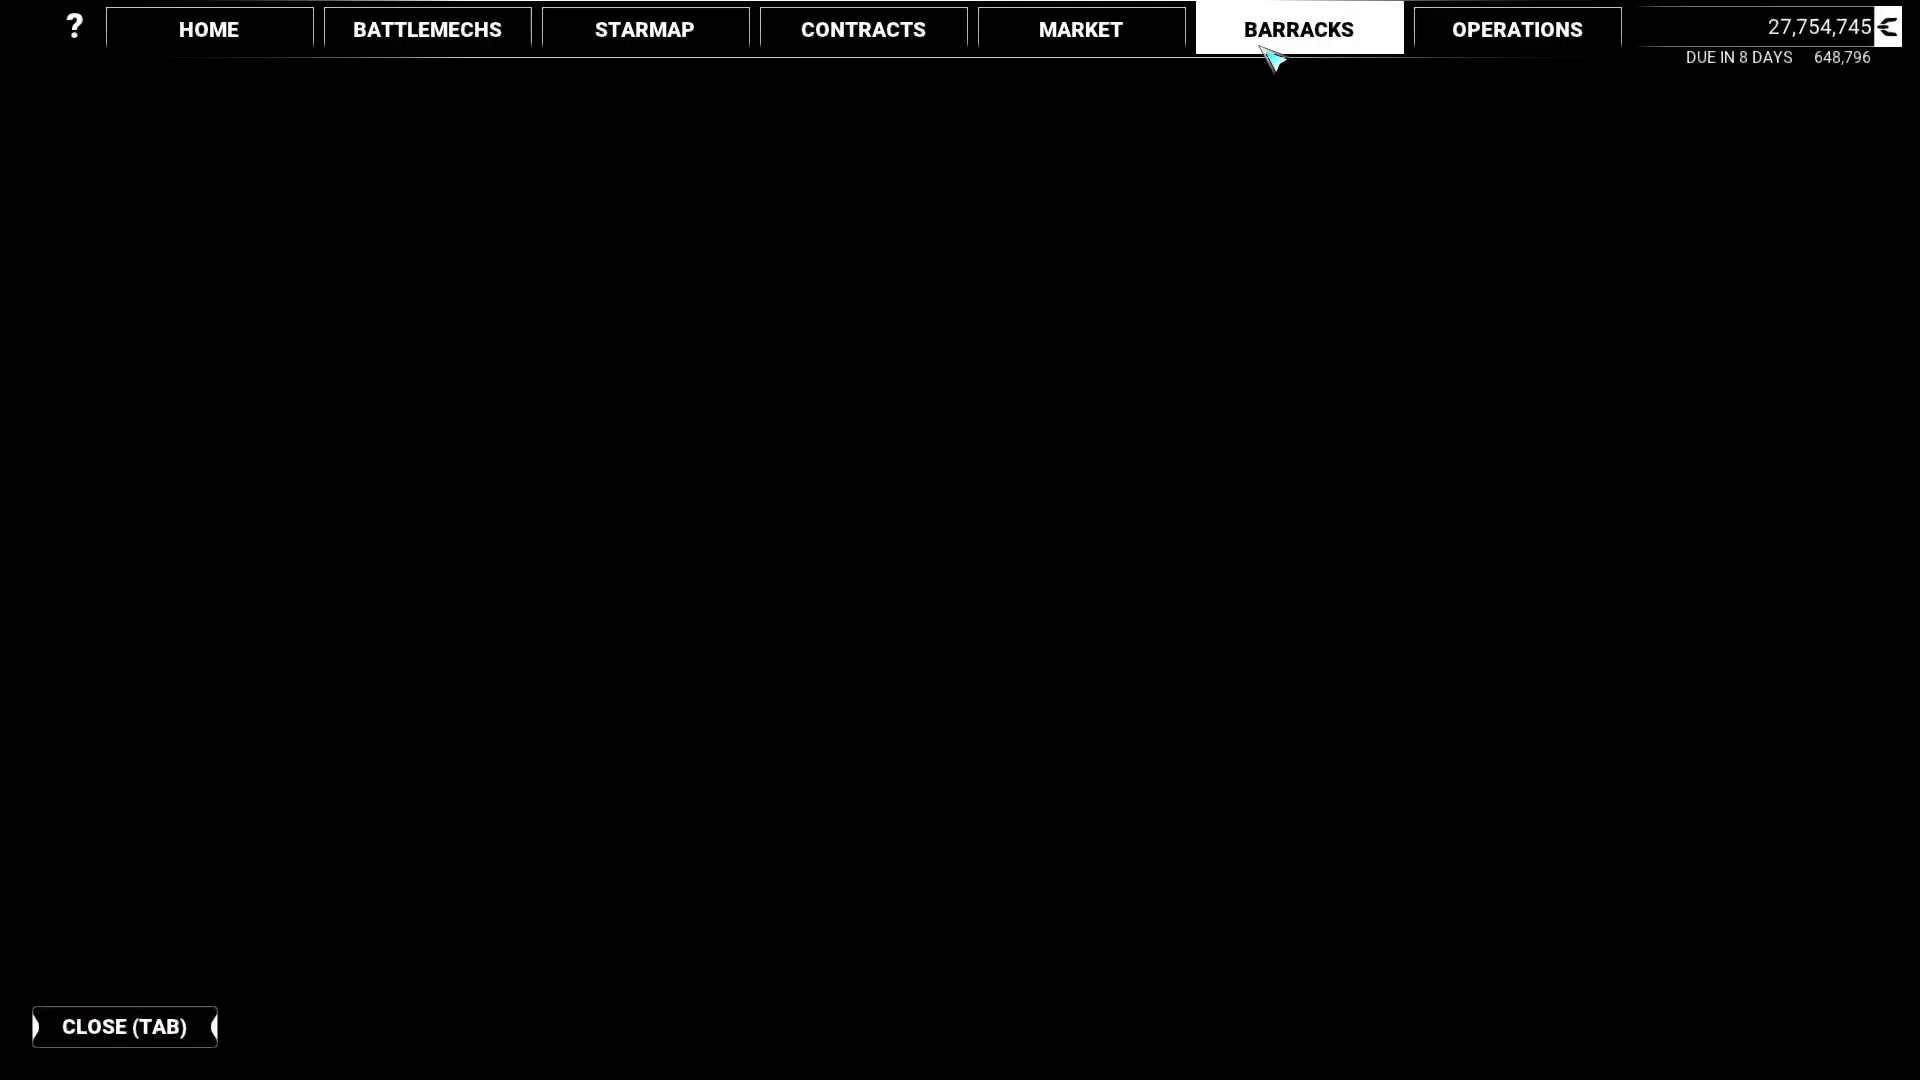 ? HOME BATTLEMECHS STARMAP CONTRACTS MARKET BARRACKS OPERATIONS 27,754,745
DUE IN 8 DAYS 648,796
CLOSE (TAB)